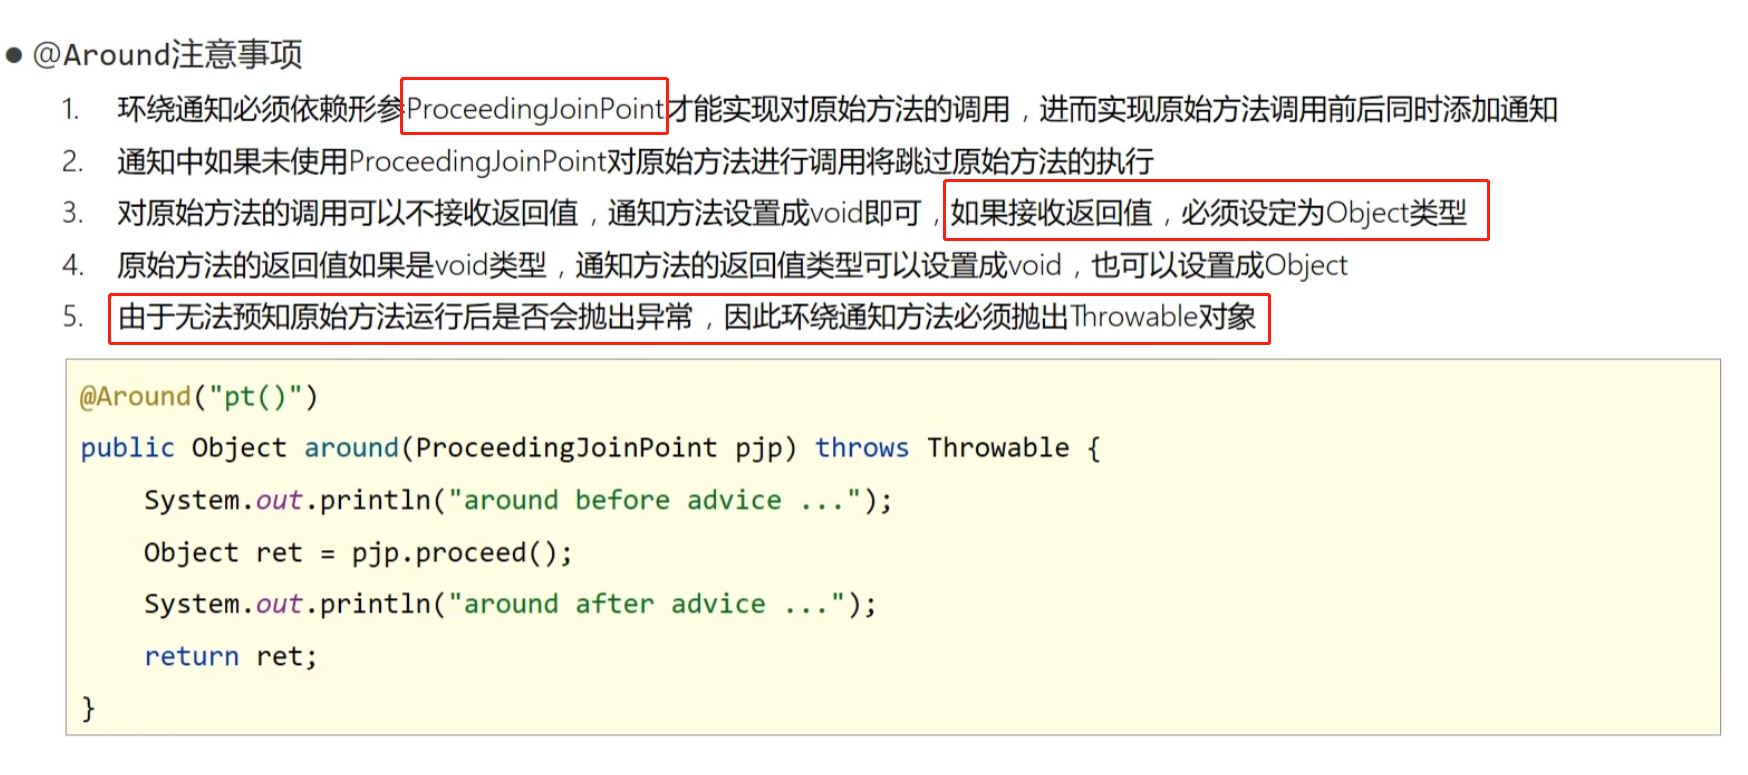 ● @Around注意事项
1. 环绕通知必须依赖形参ProceedingJoinPoint才能实现对原始方法的调用，进而实现原始方法调用前后同时添加通知
2. 通知中如果未使用ProceedingJoinPoint对原始方法进行调用将跳过原始方法的执行
3. 对原始方法的调用可以不接收返回值，通知方法设置成void即可，如果接收返回值，必须设定为Object类型
4. 原始方法的返回值如果是void类型，通知方法的返回值类型可以设置成void，也可以设置成Object
5. 由于无法预知原始方法运行后是否会抛出异常，因此环绕通知方法必须抛出Throwable对象
@Around("pt()")
public Object around(ProceedingJoinPoint pjp) throws Throwable {
    System.out.println("around before advice ...");
    Object ret = pjp.proceed();
    System.out.println("around after advice ...");
    return ret;
}